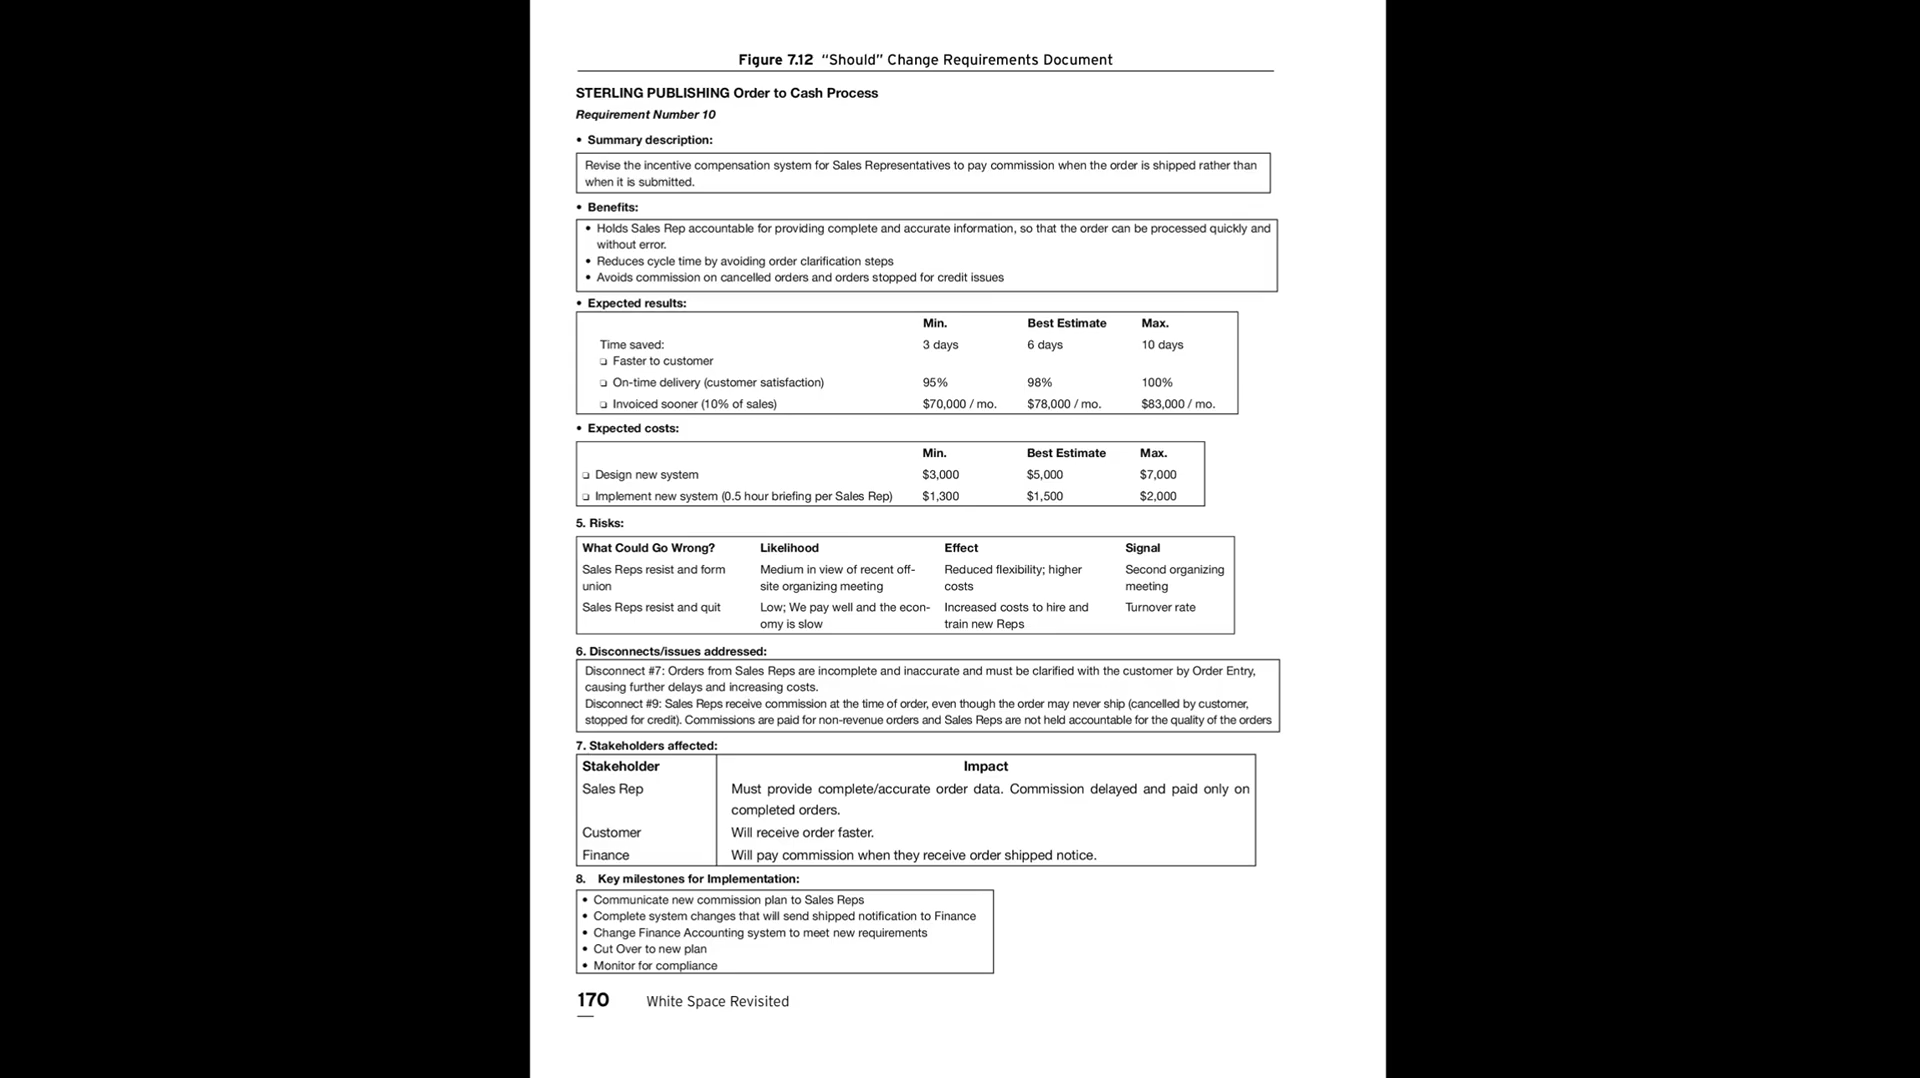 Figure 7.12 “Should” Change Requirements Document
STERLING PUBLISHING Order to Cash Process
Requirement Number 10
• Summary description:
Revise the incentive compensation system for Sales Representatives to pay commission when the order is shipped rather than
when it is submitted.
• Benefits:
• Holds Sales Rep accountable for providing complete and accurate information, so that the order can be processed quickly and
without error.
• Reduces cycle time by avoiding order clarification steps
• Avoids commission on cancelled orders and orders stopped for credit issues
• Expected results:
Min. Best Estimate Max.
Time saved: 3 days 6 days 10 days
❑ Faster to customer
❑ On-time delivery (customer satisfaction) 95% 98% 100%
❑ Invoiced sooner (10% of sales) $70,000 / mo. $78,000 / mo. $83,000 / mo.
• Expected costs:
Min. Best Estimate Max.
❑ Design new system $3,000 $5,000 $7,000
❑ Implement new system (0.5 hour briefing per Sales Rep) $1,300 $1,500 $2,000
5. Risks:
What Could Go Wrong? Likelihood Effect Signal
Sales Reps resist and form Medium in view of recent off- Reduced flexibility; higher Second organizing
union site organizing meeting costs meeting
Sales Reps resist and quit Low; We pay well and the econ- Increased costs to hire and Turnover rate
omy is slow train new Reps
6. Disconnects/issues addressed:
Disconnect #7: Orders from Sales Reps are incomplete and inaccurate and must be clarified with the customer by Order Entry,
causing further delays and increasing costs.
Disconnect #9: Sales Reps receive commission at the time of order, even though the order may never ship (cancelled by customer,
stopped for credit). Commissions are paid for non-revenue orders and Sales Reps are not held accountable for the quality of the orders
7. Stakeholders affected:
Stakeholder Impact
Sales Rep Must provide complete/accurate order data. Commission delayed and paid only on
completed orders.
Customer Will receive order faster.
Finance Will pay commission when they receive order shipped notice.
8. Key milestones for Implementation:
• Communicate new commission plan to Sales Reps
• Complete system changes that will send shipped notification to Finance
• Change Finance Accounting system to meet new requirements
• Cut Over to new plan
• Monitor for compliance
170 White Space Revisited